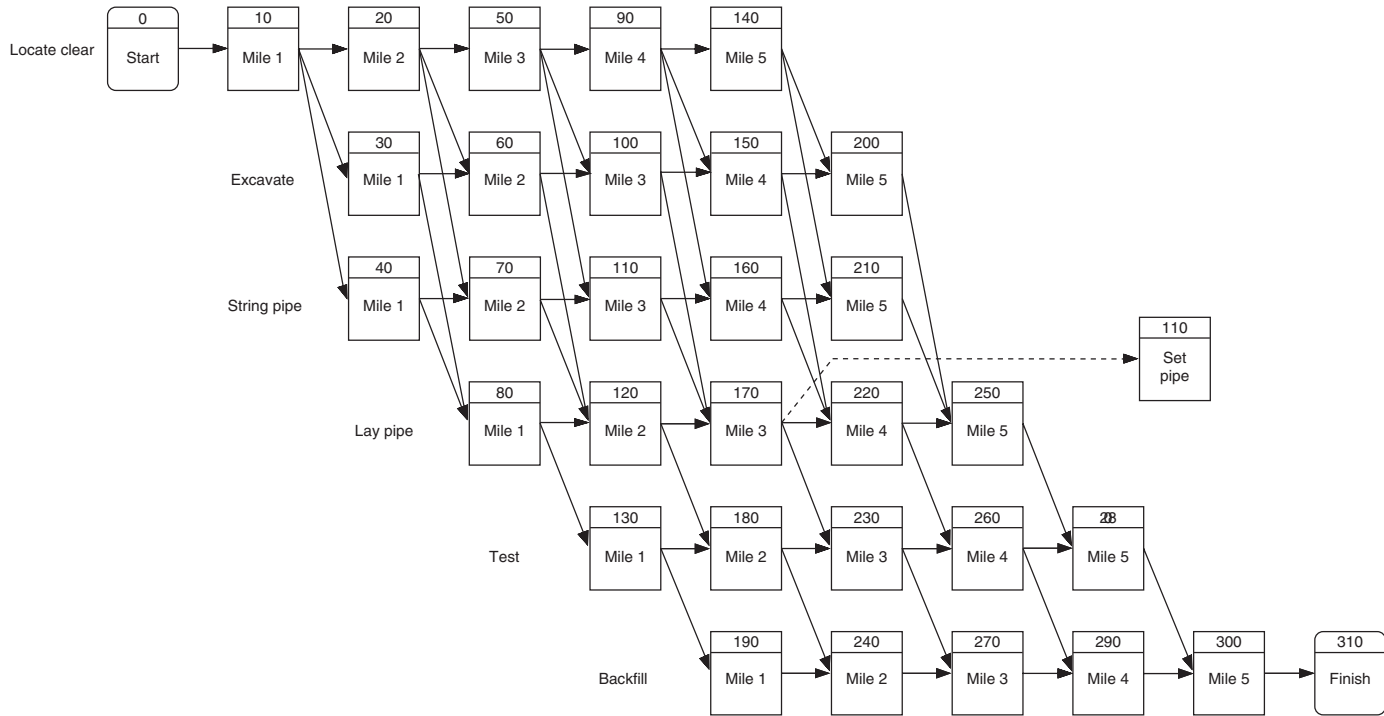 0
10
20
50
90
140
Locate clear
Start
Mile 1
Mile 2
Mile 3
Mile 4
Mile 5
30
60
100
150
200
Excavate
Mile 1
Mile 2
Mile 3
Mile 4
Mile 5
40
70
110
160
210
String pipe
Mile 1
Mile 2
Mile 3
Mile 4
Mile 5
110
Set
pipe
80
120
170
220
250
Lay pipe
Mile 1
Mile 2
Mile 3
Mile 4
Mile 5
130
180
230
260
280
Test
Mile 1
Mile 2
Mile 3
Mile 4
Mile 5
190
240
270
290
300
310
Backfill
Mile 1
Mile 2
Mile 3
Mile 4
Mile 5
Finish